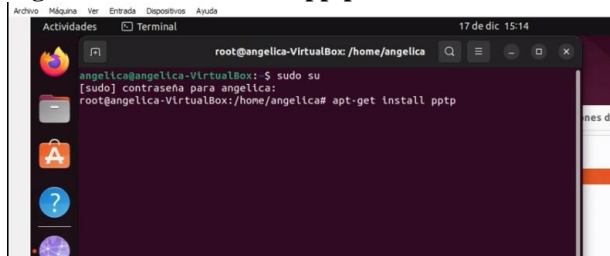 Archivo Máquina Ver Entrada Dispositivos Ayuda
Actividades Terminal 17 de dic 15:14
root@angelica-VirtualBox: /home/angelica
angelica@angelica-VirtualBox:~$ sudo su
[sudo] contraseña para angelica:
root@angelica-VirtualBox:/home/angelica# apt-get install pptp
nes d